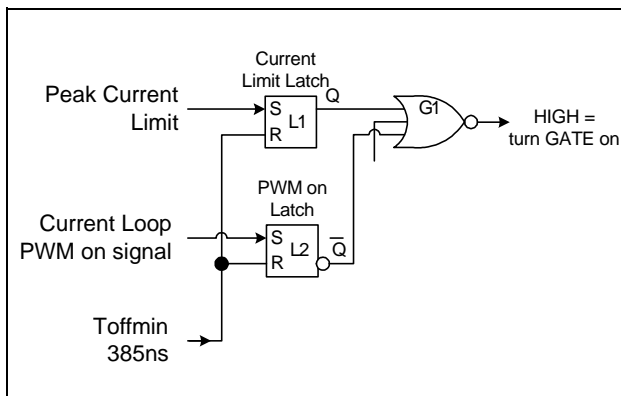 Current
Limit Latch
Peak Current
Limit
Q
S
L1
R
G1
HIGH =
turn GATE on
PWM on
Latch
Current Loop
PWM on signal
Q̅
S
L2
R
Toffmin
385ns